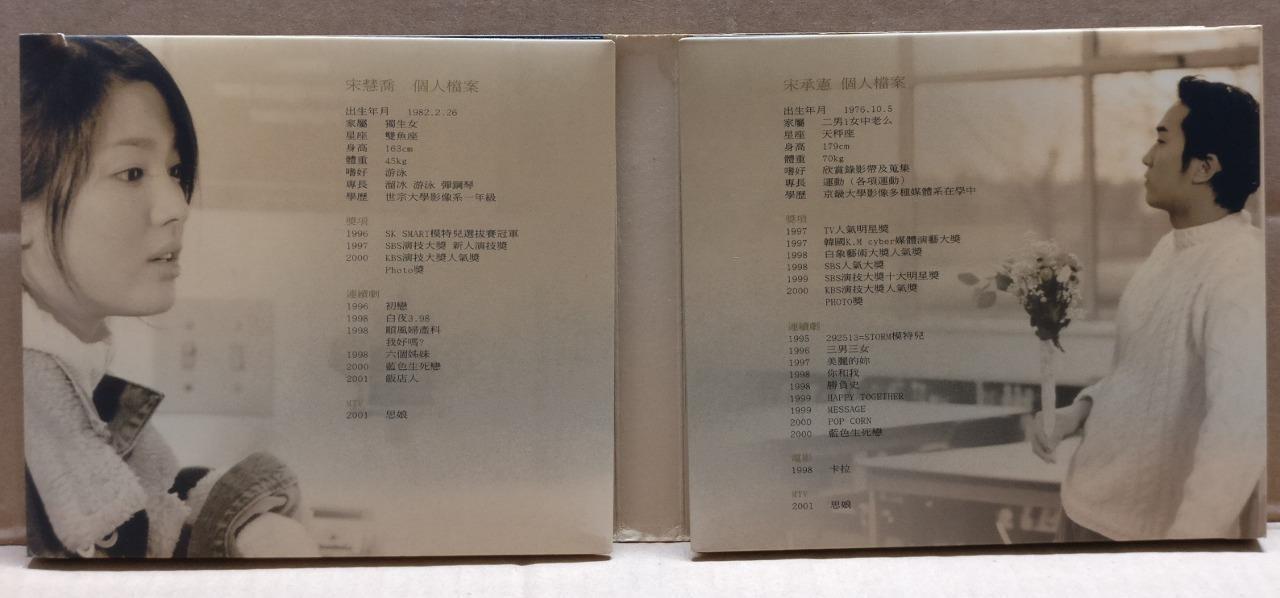 宋慧喬 個人檔案
出生年月 1982.2.26
家屬 獨生女
星座 雙魚座
身高 163cm
體重 45kg
嗜好 游泳
專長 溜冰 游泳 彈鋼琴
學歷 世宗大學影像系一年級
獎項
1996 SK SMART模特兒選拔賽冠軍
1997 SBS演技大獎 新人演技獎
2000 KBS演技大獎人氣獎
Photo獎
連續劇
1996 初戀
1998 白夜3.98
1998 順風婦產科
我好嗎?
1998 六個姊妹
2000 藍色生死戀
2001 飯店人
MTV
2001 思娘
宋承憲 個人檔案
出生年月 1976.10.5
家屬 二男1女中老么
星座 天秤座
身高 179cm
體重 70kg
嗜好 欣賞錄影帶及蒐集
專長 運動(各項運動)
學歷 京畿大學影像多種媒體系在學中
獎項
1997 TV人氣明星獎
1997 韓國K.M cyber媒體演藝大獎
1998 白象藝術大獎人氣獎
1998 SBS人氣大獎
1999 SBS演技大獎十大明星獎
2000 KBS演技大獎人氣獎
PHOTO獎
連續劇
1995 292513=STORM模特兒
1996 三男三女
1997 美麗的妳
1998 你和我
1998 勝負史
1999 HAPPY TOGETHER
1999 MESSAGE
2000 POP CORN
2000 藍色生死戀
電影
1998 卡拉
MTV
2001 思娘